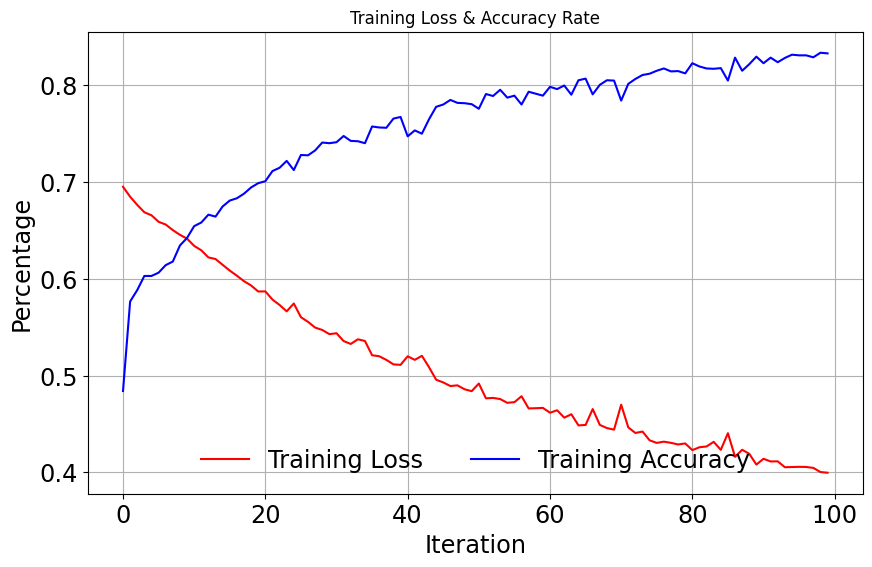 Training Loss & Accuracy Rate
Percentage
0.8
0.7
0.6
0.5
0.4
Training Loss
Training Accuracy
0 20 40 60 80 100
Iteration